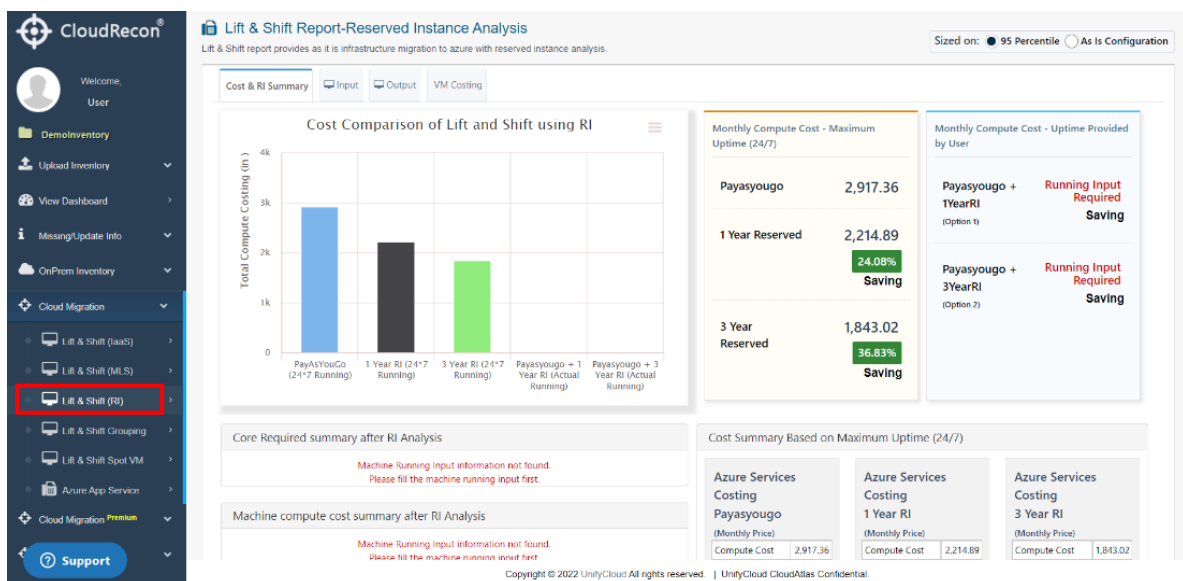 CloudRecon®
Welcome,
User
DemoInventory
Upload Inventory
View Dashboard
Missing/Update Info
OnPrem Inventory
Cloud Migration
Lift & Shift (IaaS)
Lift & Shift (MLS)
Lift & Shift (RI)
Lift & Shift Grouping
Lift & Shift Spot VM
Azure App Service
Cloud Migration Premium
Support
Lift & Shift Report-Reserved Instance Analysis
Lift & Shift report provides as it is infrastructure migration to azure with reserved instance analysis.
Sized on: 95 Percentile As Is Configuration
Cost & RI Summary Input Output VM Costing
Cost Comparison of Lift and Shift using RI
Total Compute Costing (in )
4k
3k
2k
1k
0
PayAsYouGo (24*7 Running)
1 Year RI (24*7 Running)
3 Year RI (24*7 Running)
Payasyougo + 1 Year RI (Actual Running)
Payasyougo + 3 Year RI (Actual Running)
Monthly Compute Cost - Maximum
Uptime (24/7)
Payasyougo 2,917.36
1 Year Reserved 2,214.89
24.08%
Saving
3 Year
Reserved
1,843.02
36.83%
Saving
Monthly Compute Cost - Uptime Provided
by User
Payasyougo +
1YearRI
(Option 1)
Running Input
Required
Saving
Payasyougo +
3YearRI
(Option 2)
Running Input
Required
Saving
Core Required summary after RI Analysis
Machine Running Input information not found.
Please fill the machine running input first.
Machine compute cost summary after RI Analysis
Machine Running Input information not found.
Please fill the machine running input first.
Cost Summary Based on Maximum Uptime (24/7)
Azure Services
Costing
Payasyougo
(Monthly Price)
Compute Cost 2,917.36
Azure Services
Costing
1 Year RI
(Monthly Price)
Compute Cost 2,214.89
Azure Services
Costing
3 Year RI
(Monthly Price)
Compute Cost 1,843.02
Copyright © 2022 UnifyCloud All rights reserved. | UnifyCloud CloudAtlas Confidential.